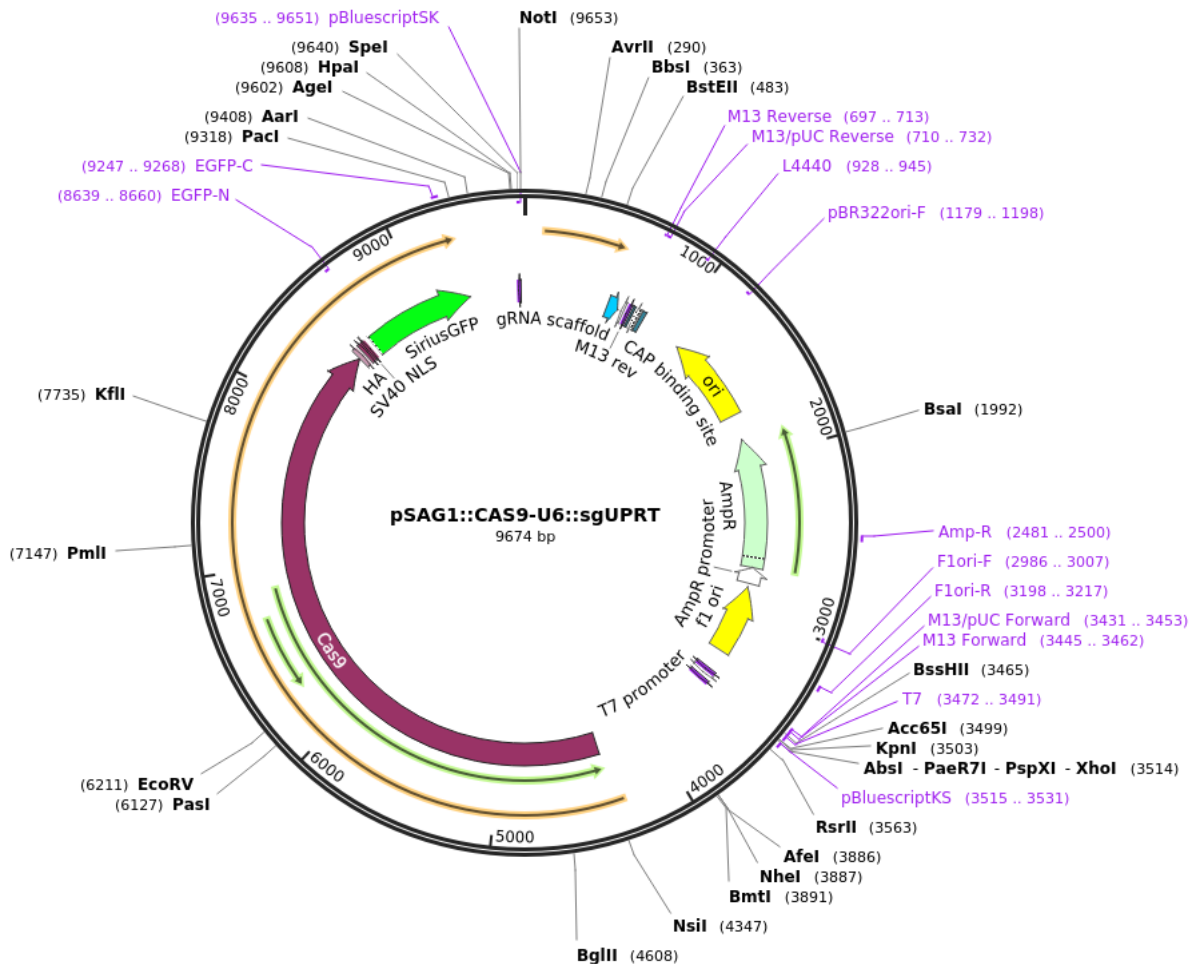 (9635 .. 9651) pBluescriptSK
NotI (9653)
(9640) SpeI
(9608) HpaI
(9602) AgeI
(9408) AarI
(9318) PacI
(9247 .. 9268) EGFP-C
(8639 .. 8660) EGFP-N
AvrII (290)
BbsI (363)
BstEII (483)
M13 Reverse (697 .. 713)
M13/pUC Reverse (710 .. 732)
L4440 (928 .. 945)
pBR322ori-F (1179 .. 1198)
9000
1000
SiriusGFP
gRNA scaffold
M13 rev
CAP binding site
HA
SV40 NLS
ori
(7735) KflI
8000
2000
BsaI (1992)
pSAG1::CAS9-U6::sgUPRT
9674 bp
AmpR
AmpR promoter
f1 ori
T7 promoter
Cas9
(7147) PmlI
7000
3000
Amp-R (2481 .. 2500)
F1ori-F (2986 .. 3007)
F1ori-R (3198 .. 3217)
M13/pUC Forward (3431 .. 3453)
M13 Forward (3445 .. 3462)
BssHII (3465)
T7 (3472 .. 3491)
Acc65I (3499)
KpnI (3503)
AbsI - PaeR7I - PspXI - XhoI (3514)
pBluescriptKS (3515 .. 3531)
RsrII (3563)
(6211) EcoRV
(6127) PasI
6000
5000
4000
AfeI (3886)
NheI (3887)
BmtI (3891)
NsiI (4347)
BglII (4608)